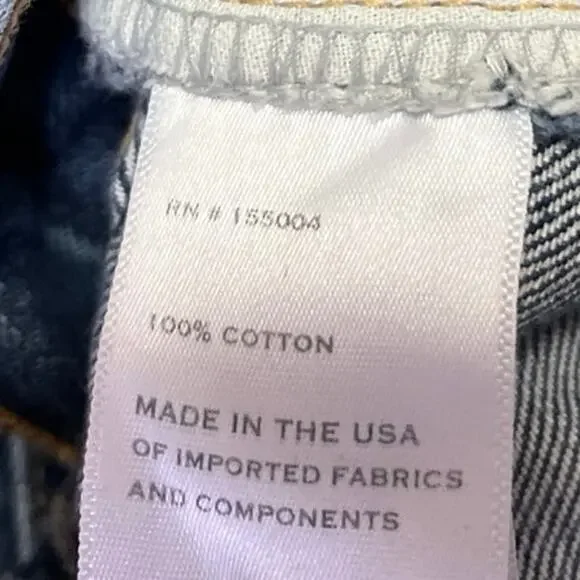 RN # 155004
100% COTTON
MADE IN THE USA
OF IMPORTED FABRICS
AND COMPONENTS